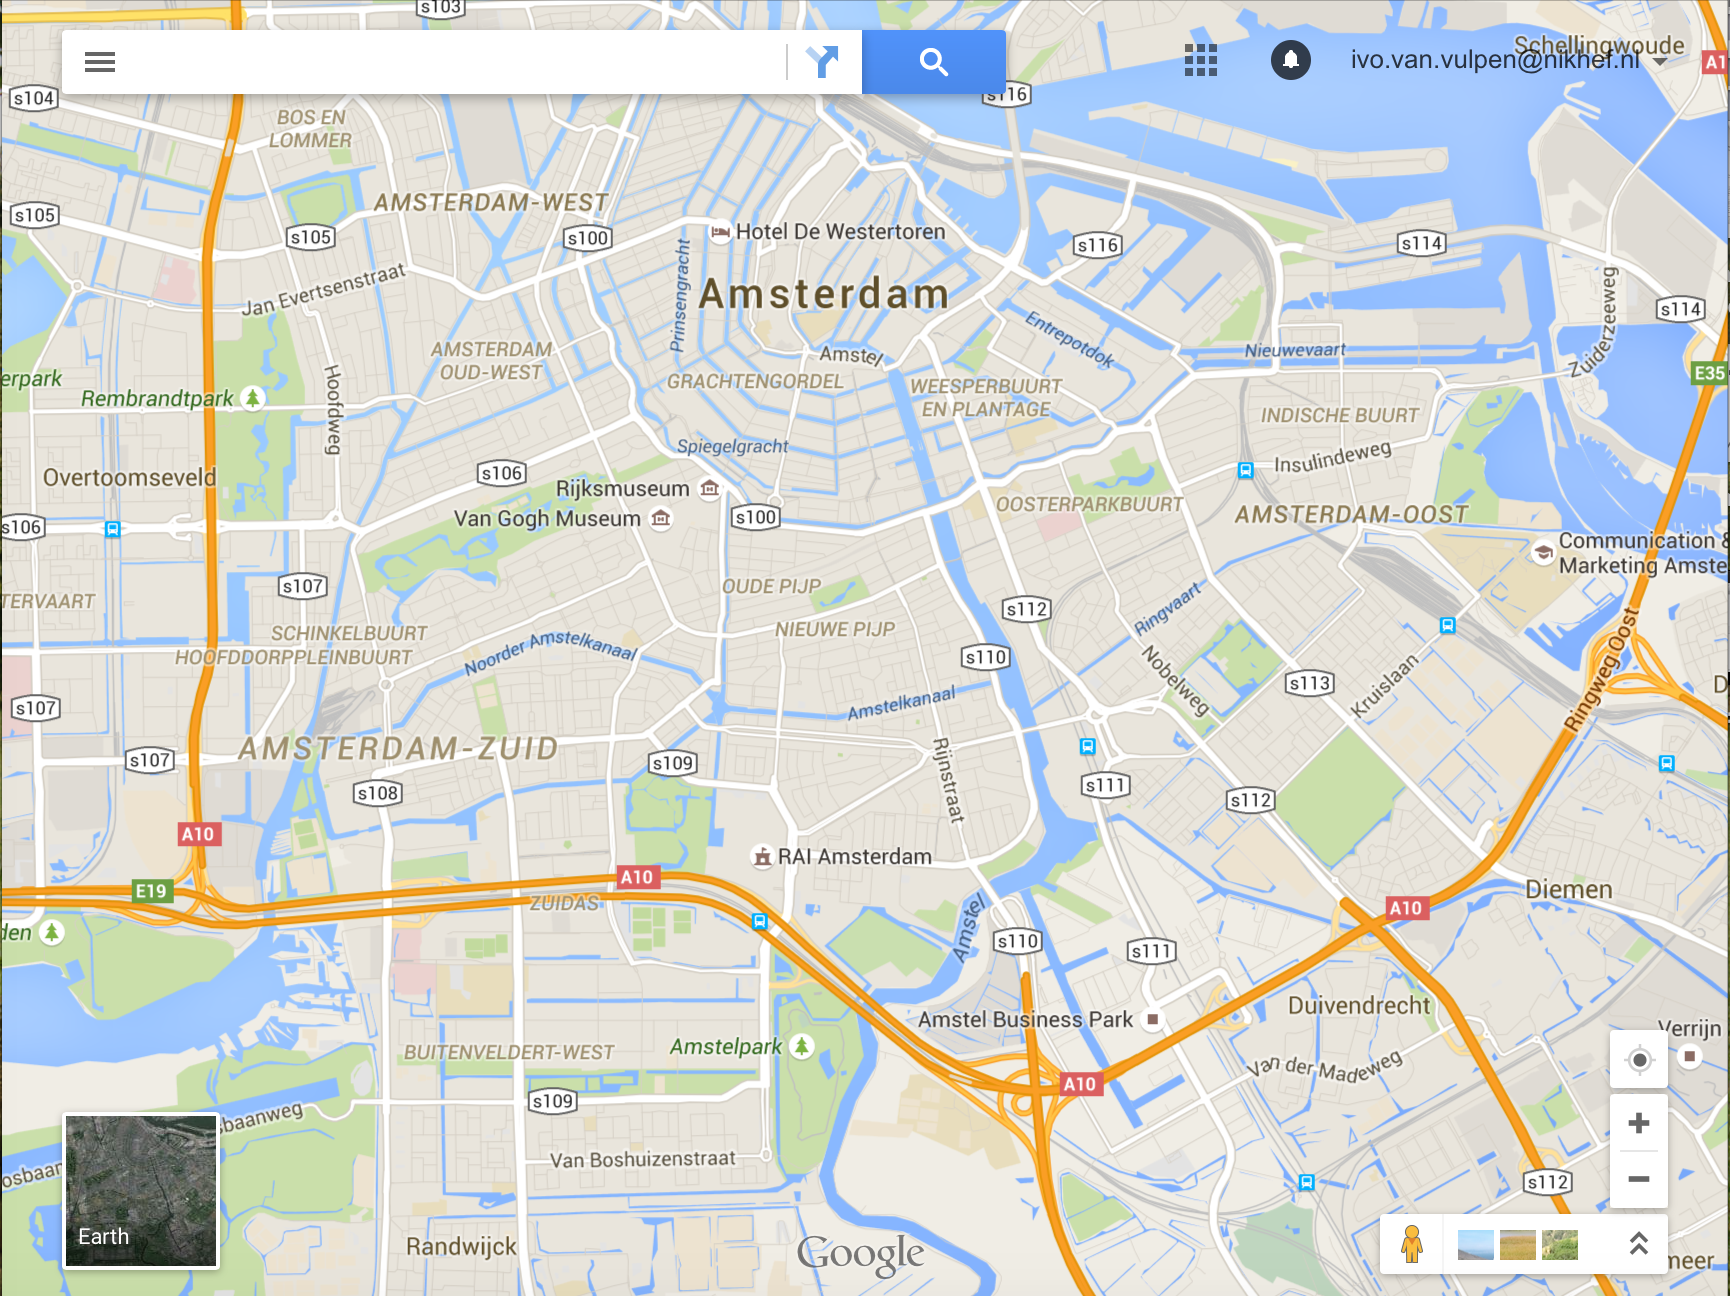 s103
Schellingwoude
ivo.van.vulpen@nikhef.nl
A1
s104
s116
BOS EN
LOMMER
AMSTERDAM-WEST
s105
s105
s100
Hotel De Westertoren
s116
s114
Jan Evertsenstraat
Prinsengracht
Amsterdam
Zuiderzeeweg
s114
Entrepotdok
Nieuwevaart
AMSTERDAM
OUD-WEST
Amstel
E35
erpark
Rembrandtpark
Hoofdweg
GRACHTENGORDEL
WEESPERBUURT
EN PLANTAGE
INDISCHE BUURT
Spiegelgracht
Insulindeweg
Overtoomseveld
s106
Rijksmuseum
Van Gogh Museum
s100
OOSTERPARKBUURT
AMSTERDAM-OOST
s106
Communication &
Marketing Amste
s107
OUDE PIJP
TERVAART
s112
Ringvaart
SCHINKELBUURT
HOOFDDORPPLEINBUURT
Noorder Amstelkanaal
NIEUWE PIJP
s110
Nobelweg
s113
Kruislaan
Ringweg Oost
D
s107
Amstelkanaal
AMSTERDAM-ZUID
s107
s109
Rijnstraat
s108
s111
s112
A10
RAI Amsterdam
A10
E19
ZUIDAS
Diemen
A10
den
Amstel
s110
s111
Duivendrecht
Amstel Business Park
Verrijn
Amstelpark
BUITENVELDERT-WEST
Van der Madeweg
A10
s109
sbaanweg
osbaan
Van Boshuizenstraat
s112
Earth
Randwijck
Google
meer